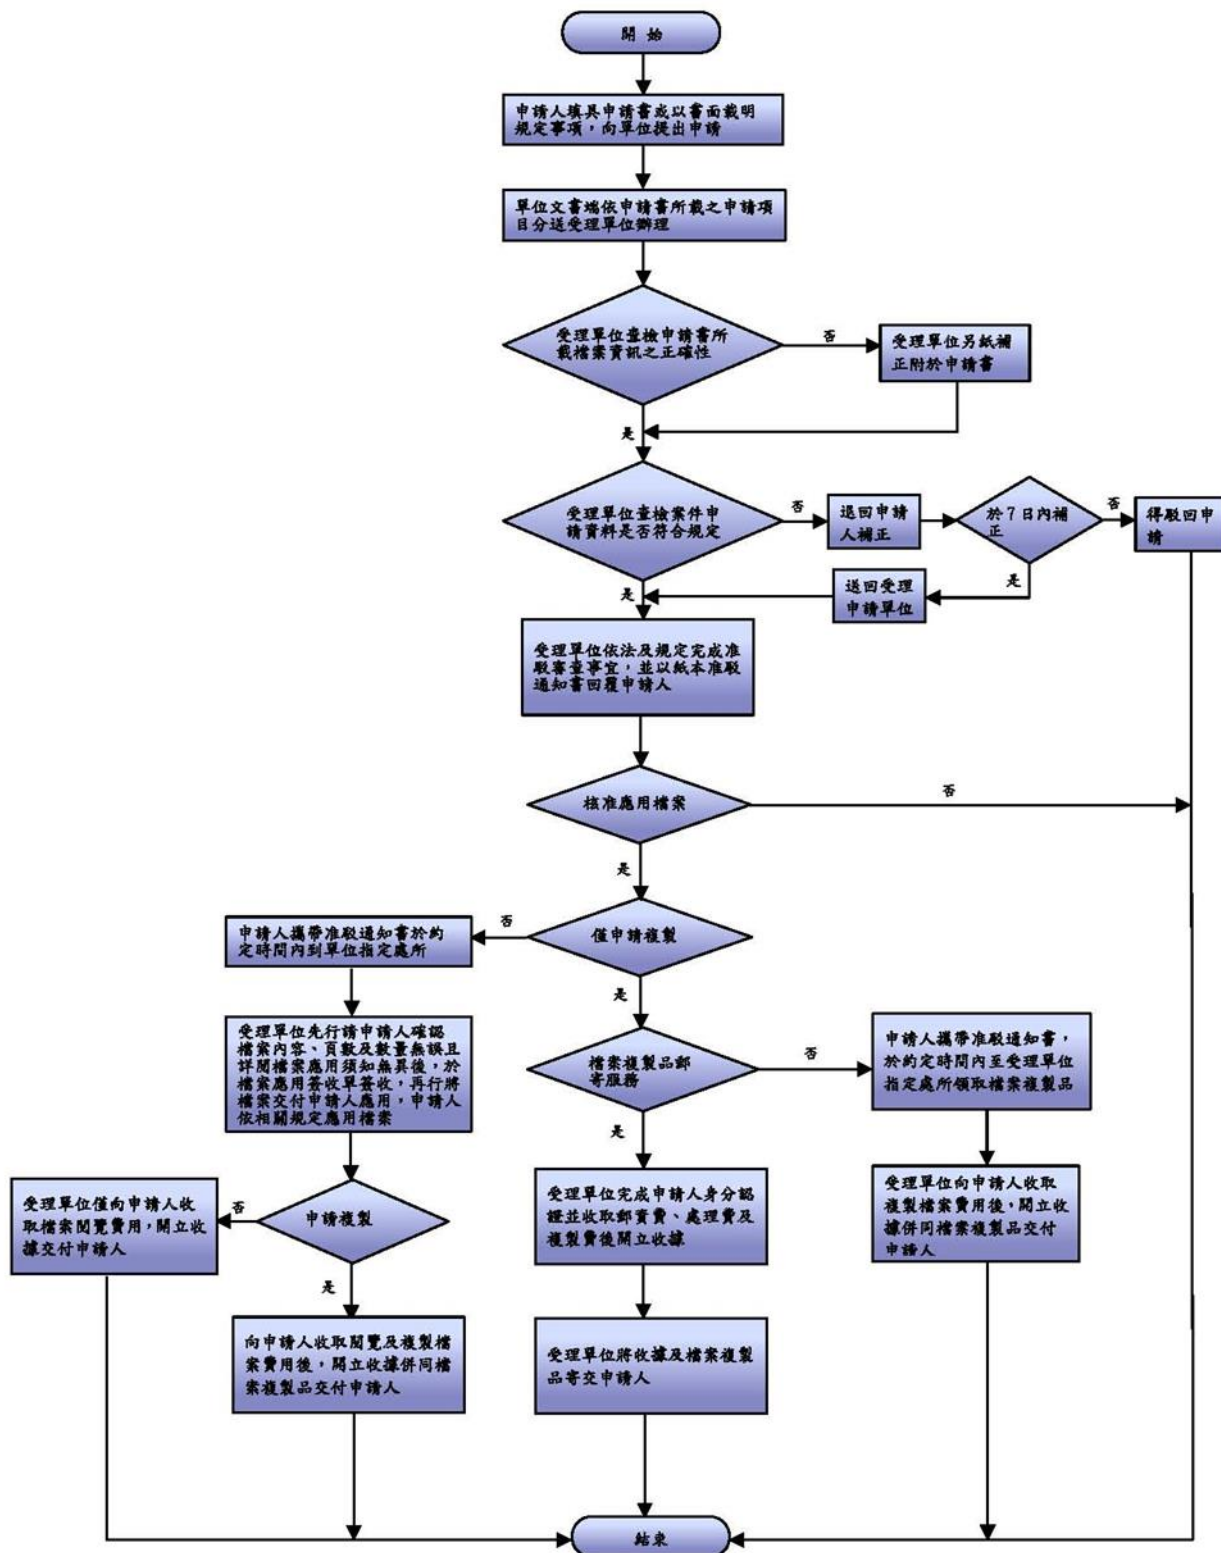 開 始
申請人填具申請書或以書面載明
規定事項，向單位提出申請
單位文書端依申請書所載之申請項
目分送受理單位辦理
受理單位查檢申請書所
載檔案資訊之正確性
否
受理單位另紙補
正附於申請書
是
受理單位查檢案件申
請資料是否符合規定
否
退回申請
人補正
於7日內補
正
否
得駁回申
請
是
送回受理
申請單位
是
受理單位依法及規定完成准
駁審查事宜，並以紙本准駁
通知書回覆申請人
核准應用檔案
否
是
僅申請複製
否
申請人攜帶准駁通知書於約
定時間內到單位指定處所
是
受理單位先行請申請人確認
檔案內容、頁數及數量無誤且
詳閱檔案應用須知無異後，於
檔案應用簽收單簽收，再行將
檔案交付申請人應用，申請人
依相關規定應用檔案
檔案複製品郵
寄服務
否
申請人攜帶准駁通知書，
於約定時間內至受理單位
指定處所領取檔案複製品
是
申請複製
否
受理單位僅向申請人收
取檔案閱覽費用，開立收
據交付申請人
是
向申請人收取閱覽及複製檔
案費用後，開立收據併同檔
案複製品交付申請人
受理單位完成申請人身分認
證並收取郵資費、處理費及
複製費後開立收據
受理單位將收據及檔案複製
品寄交申請人
受理單位向申請人收取
複製檔案費用後，開立收
據併同檔案複製品交付
申請人
結束